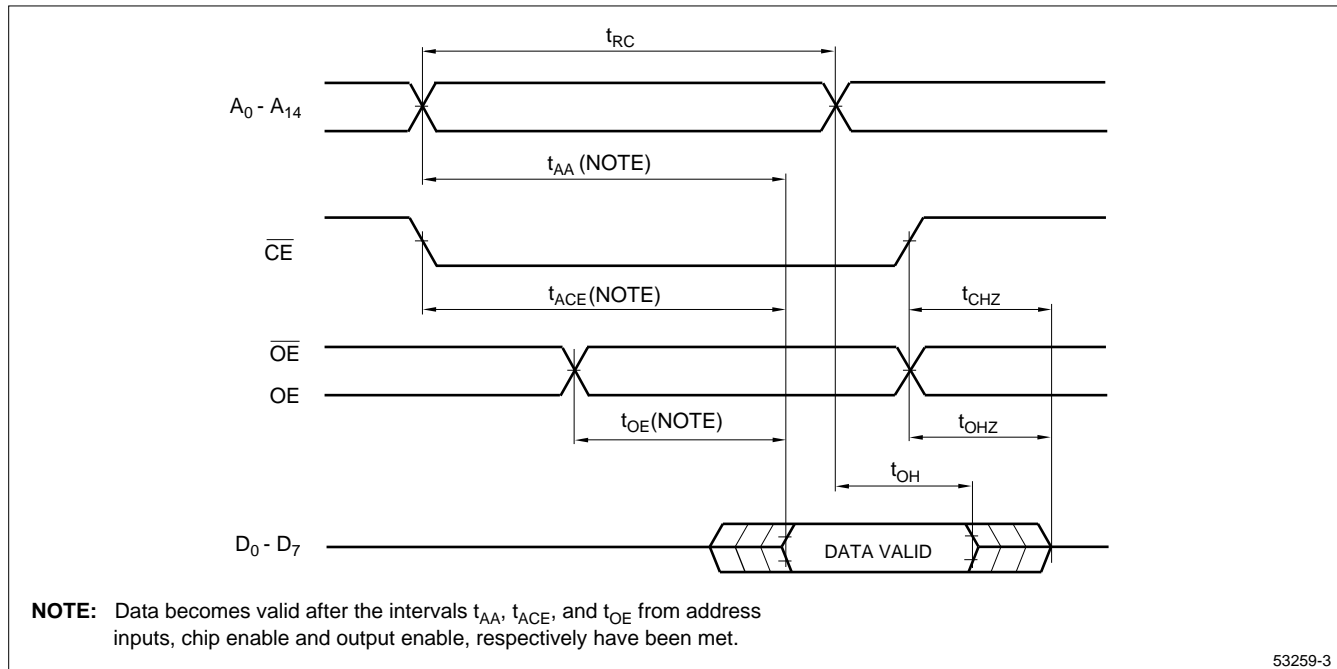 tRC
A0 - A14
tAA (NOTE)
CE
tACE(NOTE)
tCHZ
OE
OE
tOE(NOTE)
tOHZ
tOH
D0 - D7
DATA VALID
NOTE: Data becomes valid after the intervals tAA, tACE, and tOE from address
inputs, chip enable and output enable, respectively have been met.
53259-3